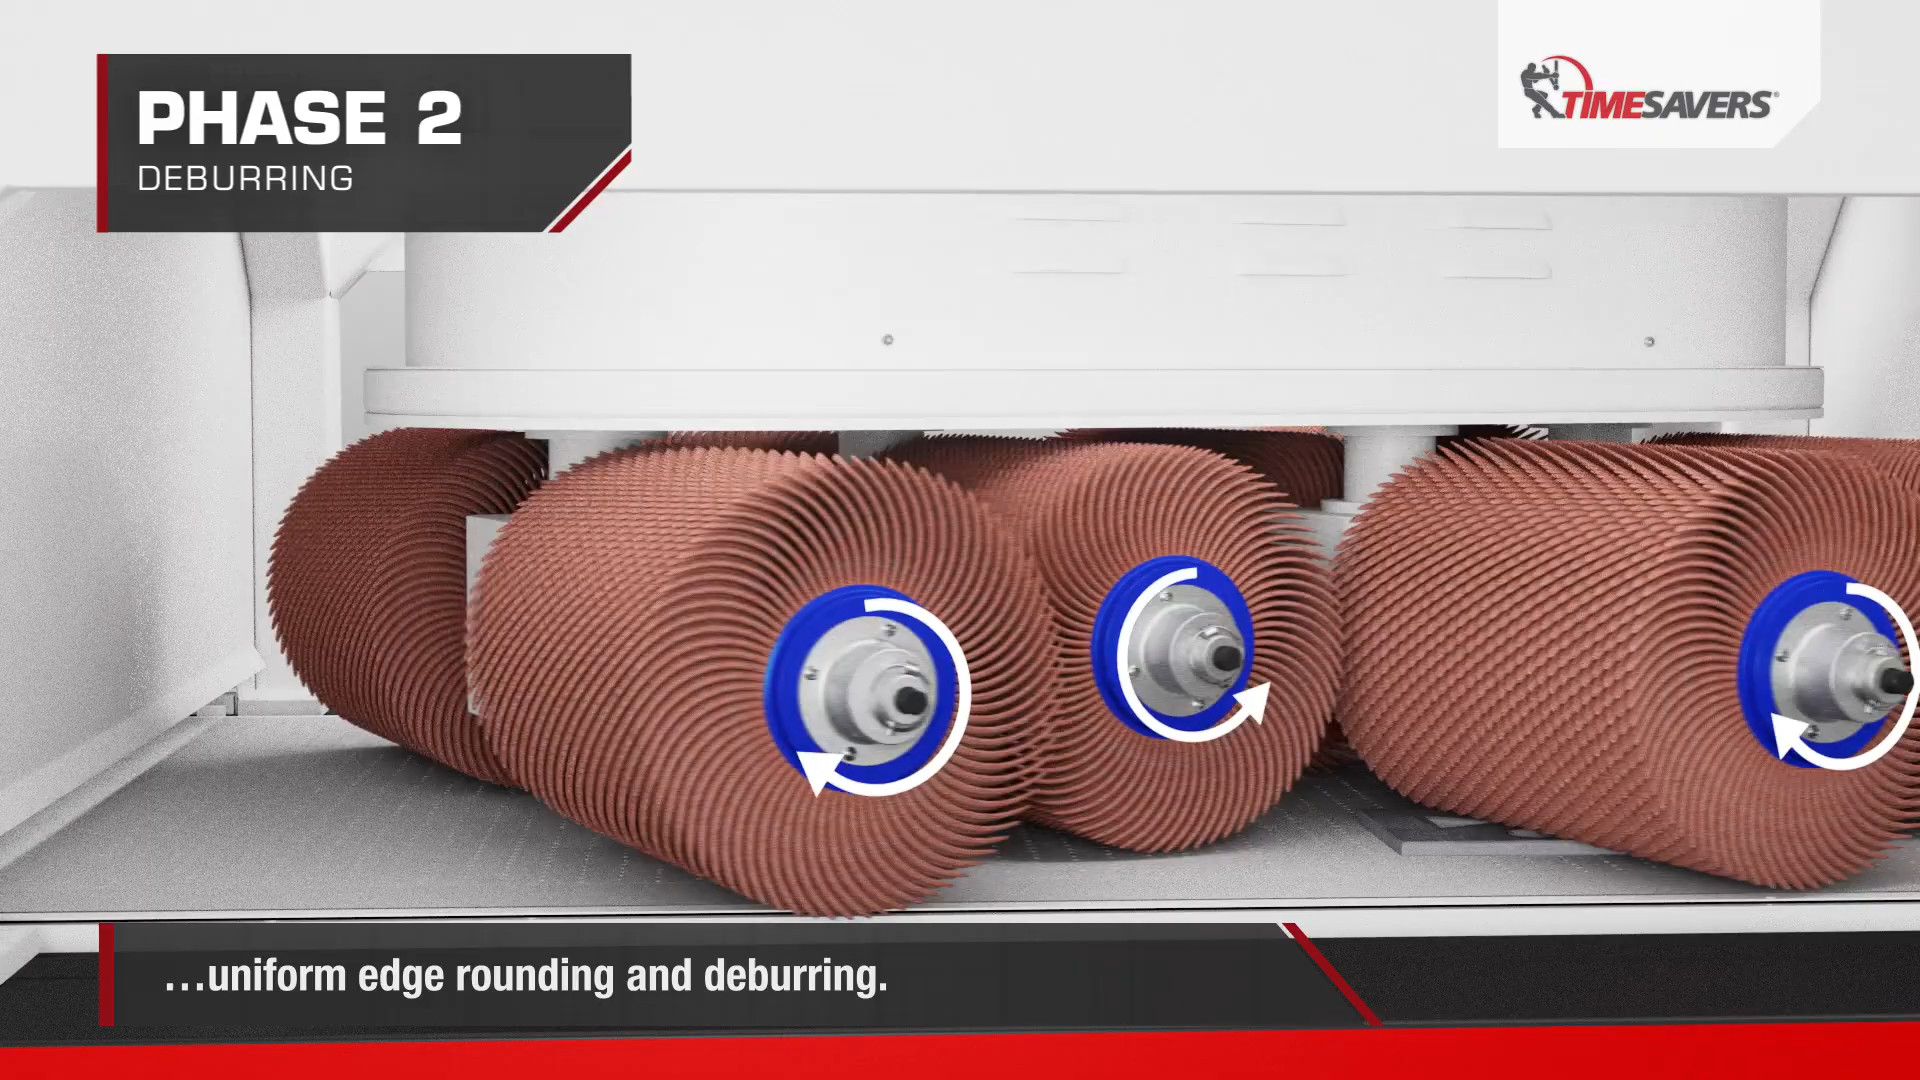 PHASE 2
DEBURRING
TIMESAVERS®
...uniform edge rounding and deburring.